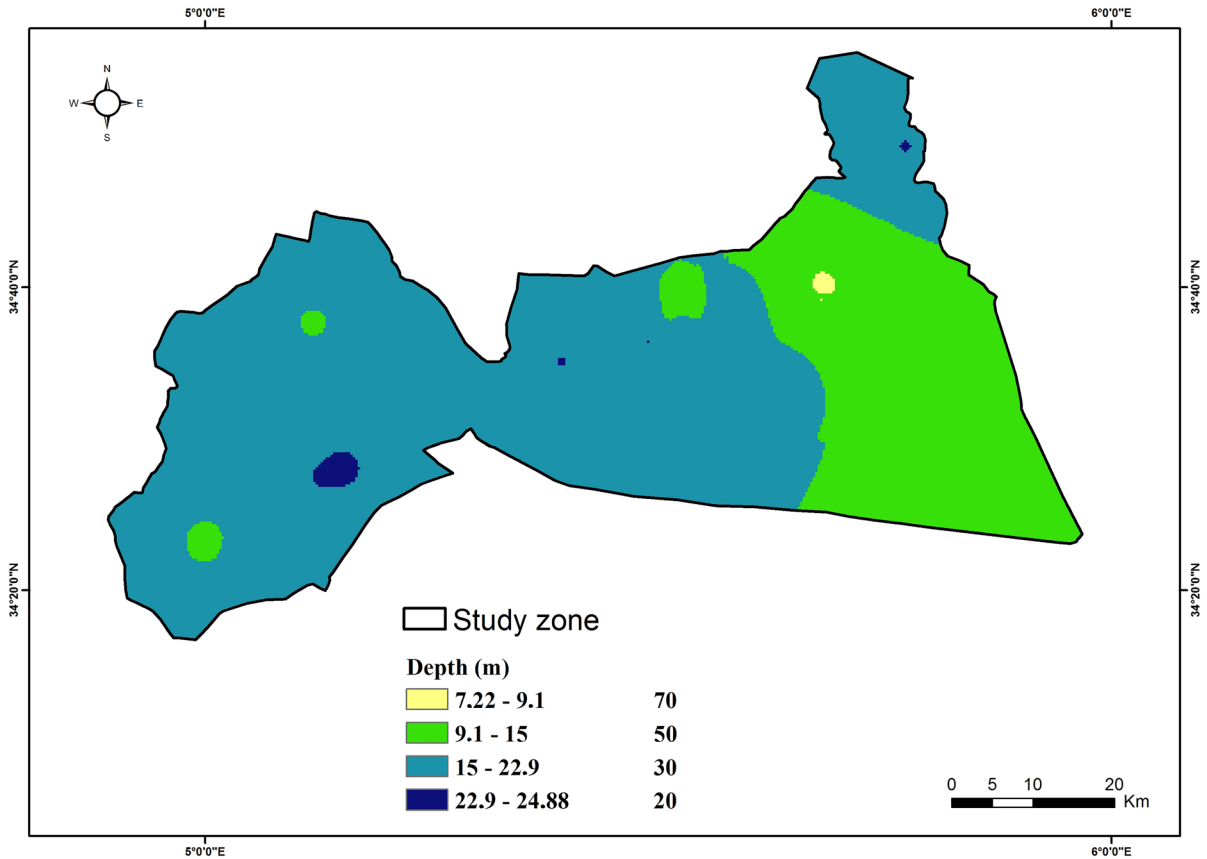 5°0'0"E 6°0'0"E
N
W E
S
34°40'0"N 34°40'0"N
34°20'0"N 34°20'0"N
Study zone
Depth (m)
7.22 - 9.1 70
9.1 - 15 50
15 - 22.9 30
22.9 - 24.88 20
0 5 10 20
Km
5°0'0"E 6°0'0"E